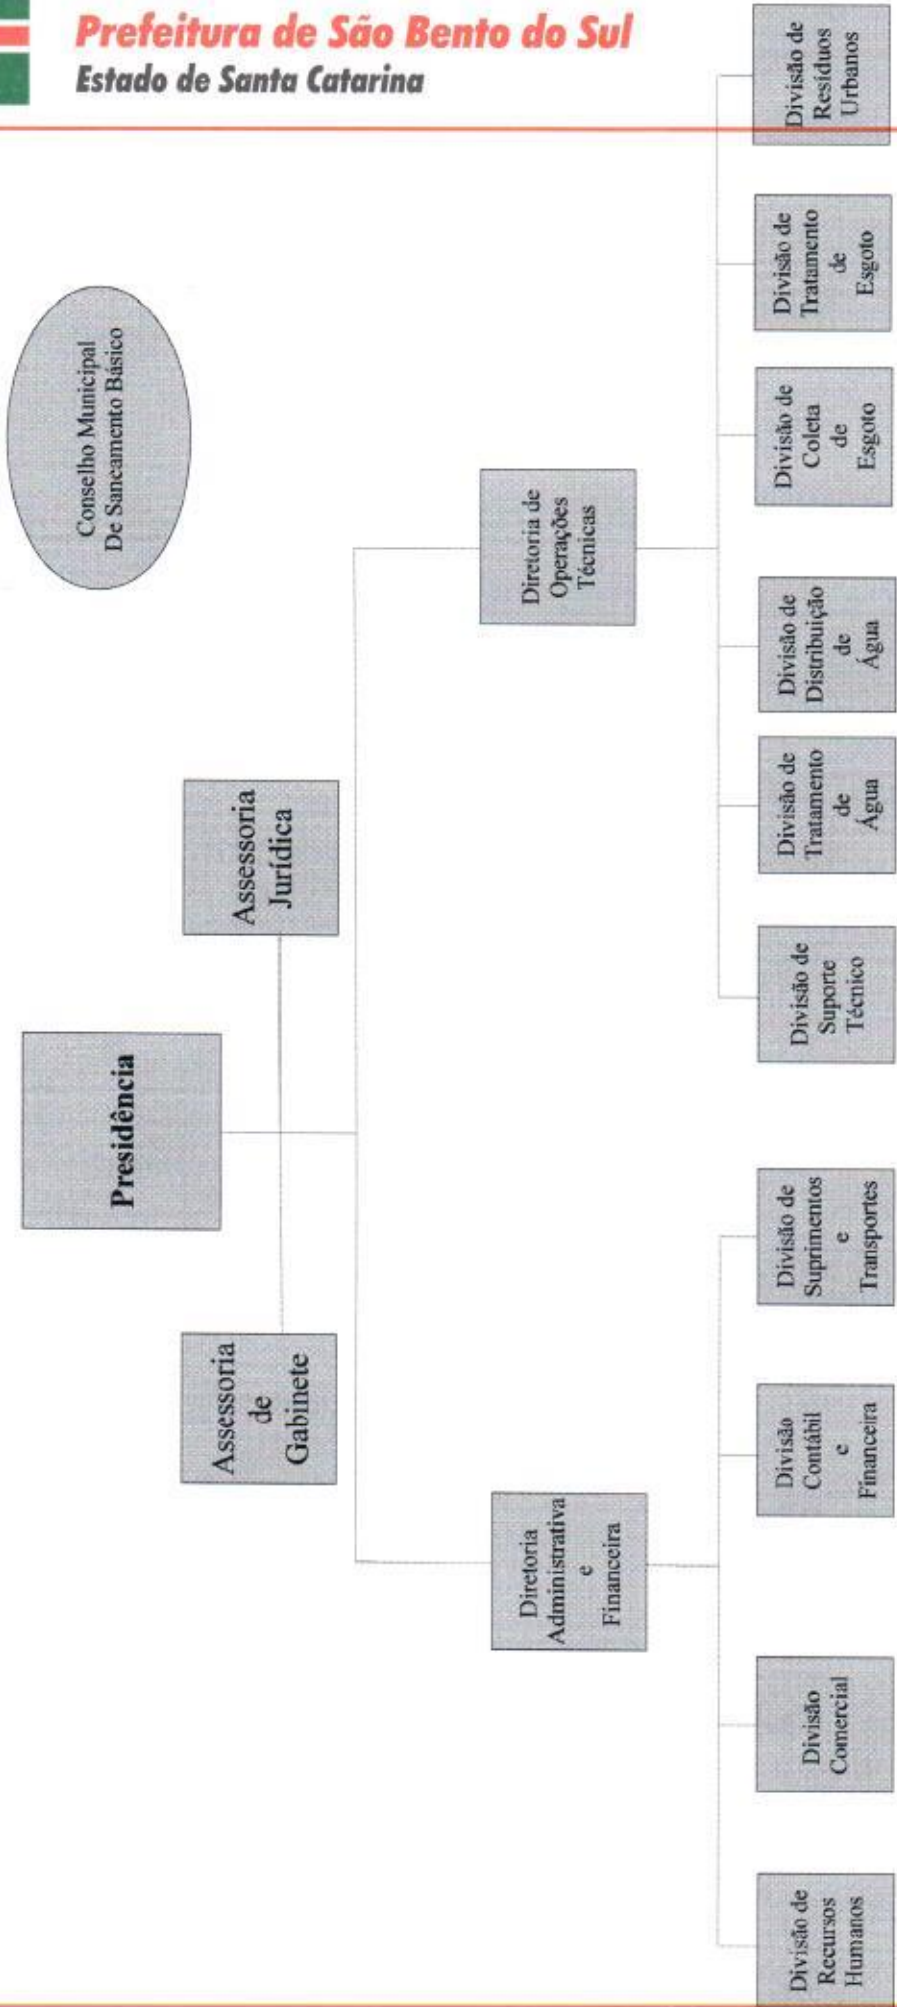 Prefeitura de São Bento do Sul
Estado de Santa Catarina
Conselho Municipal
De Saneamento Básico
Presidência
Assessoria
de
Gabinete
Assessoria
Jurídica
Diretoria
Administrativa
e
Financeira
Diretoria de
Operações
Técnicas
Divisão de
Recursos
Humanos
Divisão
Comercial
Divisão
Contábil
e
Financeira
Divisão de
Suprimentos
e
Transportes
Divisão de
Suporte
Técnico
Divisão de
Tratamento
de
Água
Divisão de
Distribuição
de
Água
Divisão de
Coleta
de
Esgoto
Divisão de
Tratamento
de
Esgoto
Divisão de
Resíduos
Urbanos